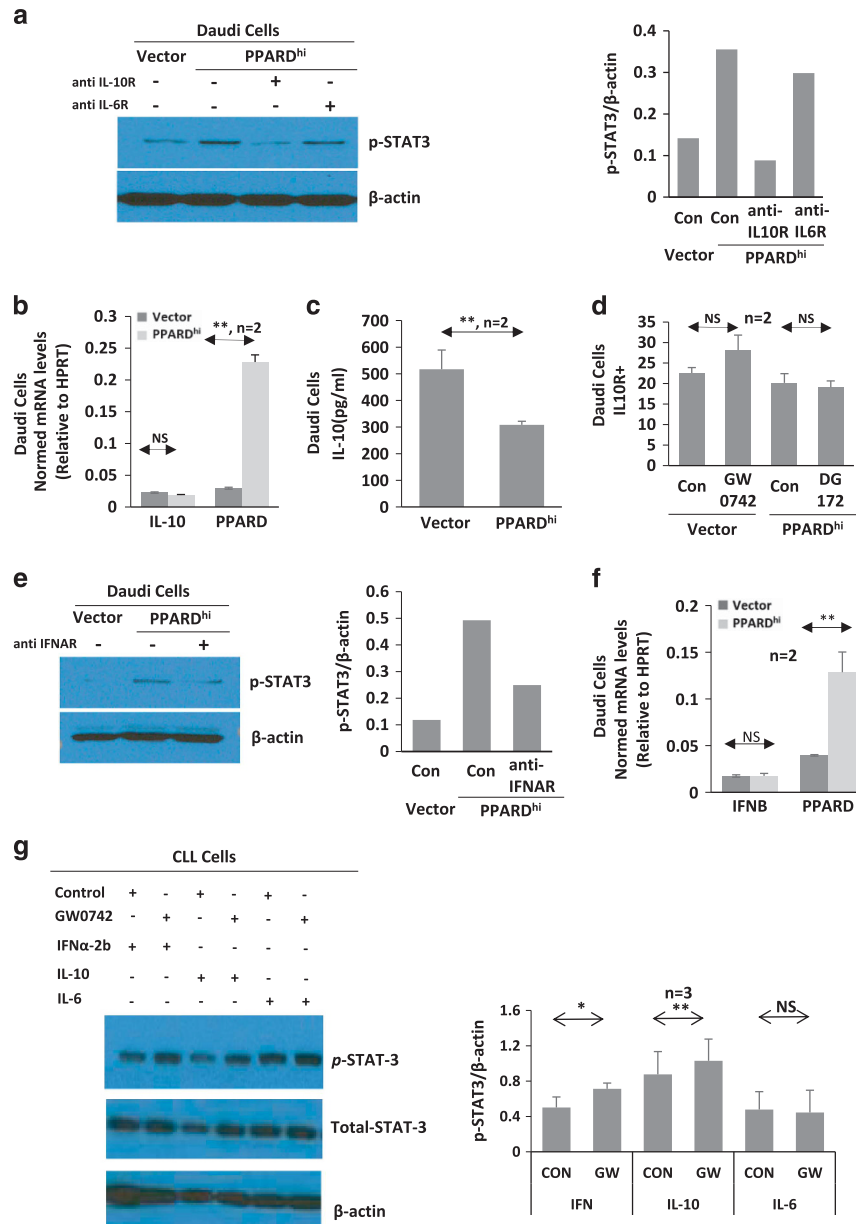 a
Daudi Cells
Vector PPARDhi
anti IL-10R - - + -
anti IL-6R - - - +
p-STAT3
β-actin
p-STAT3/β-actin
0.4
0.3
0.2
0.1
0
Con Con anti-IL10R anti-IL6R
Vector PPARDhi
b
Daudi Cells
Normed mRNA levels
(Relative to HPRT)
0.3
0.25
0.2
0.15
0.1
0.05
0
Vector
PPARDhi
**, n=2
NS
IL-10 PPARD
c
Daudi Cells
IL-10(pg/ml)
700
600
500
400
300
200
100
0
**, n=2
Vector PPARDhi
d
Daudi Cells
IL10R+
35
30
25
20
15
10
5
0
NS n=2 NS
Con GW 0742 Con DG 172
Vector PPARDhi
e
Daudi Cells
Vector PPARDhi
anti IFNAR - - +
p-STAT3
β-actin
p-STAT3/β-actin
0.6
0.5
0.4
0.3
0.2
0.1
0
Con Con anti-IFNAR
Vector PPARDhi
f
Daudi Cells
Normed mRNA levels
(Relative to HPRT)
0.2
0.15
0.1
0.05
0
Vector
PPARDhi
**
n=2
NS
IFNB PPARD
g
CLL Cells
Control + - + - + -
GW0742 - + - + - +
IFNα-2b + + - - - -
IL-10 - - + + - -
IL-6 - - - - + +
p-STAT-3
Total-STAT-3
β-actin
p-STAT3/β-actin
1.6
1.2
0.8
0.4
0
n=3
* ** NS
CON GW CON GW CON GW
IFN IL-10 IL-6